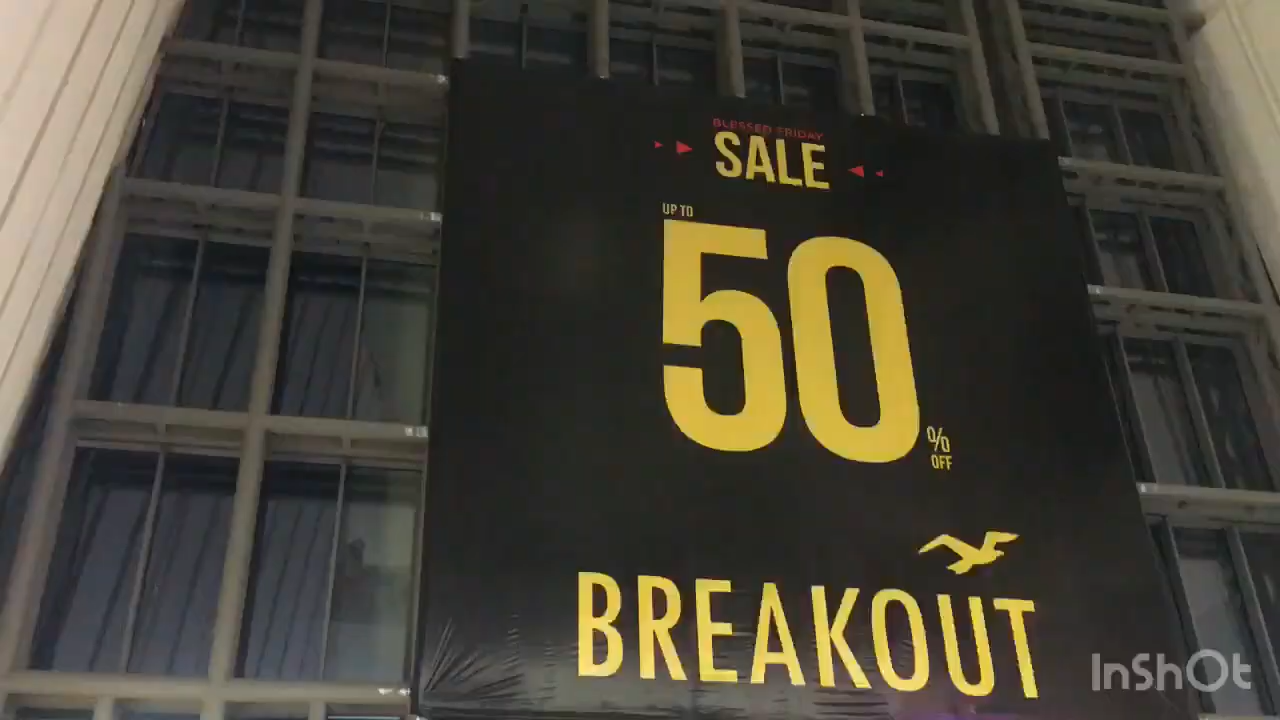 BLESSED FRIDAY
SALE
UP TO
50
%
OFF
BREAKOUT
InShOt